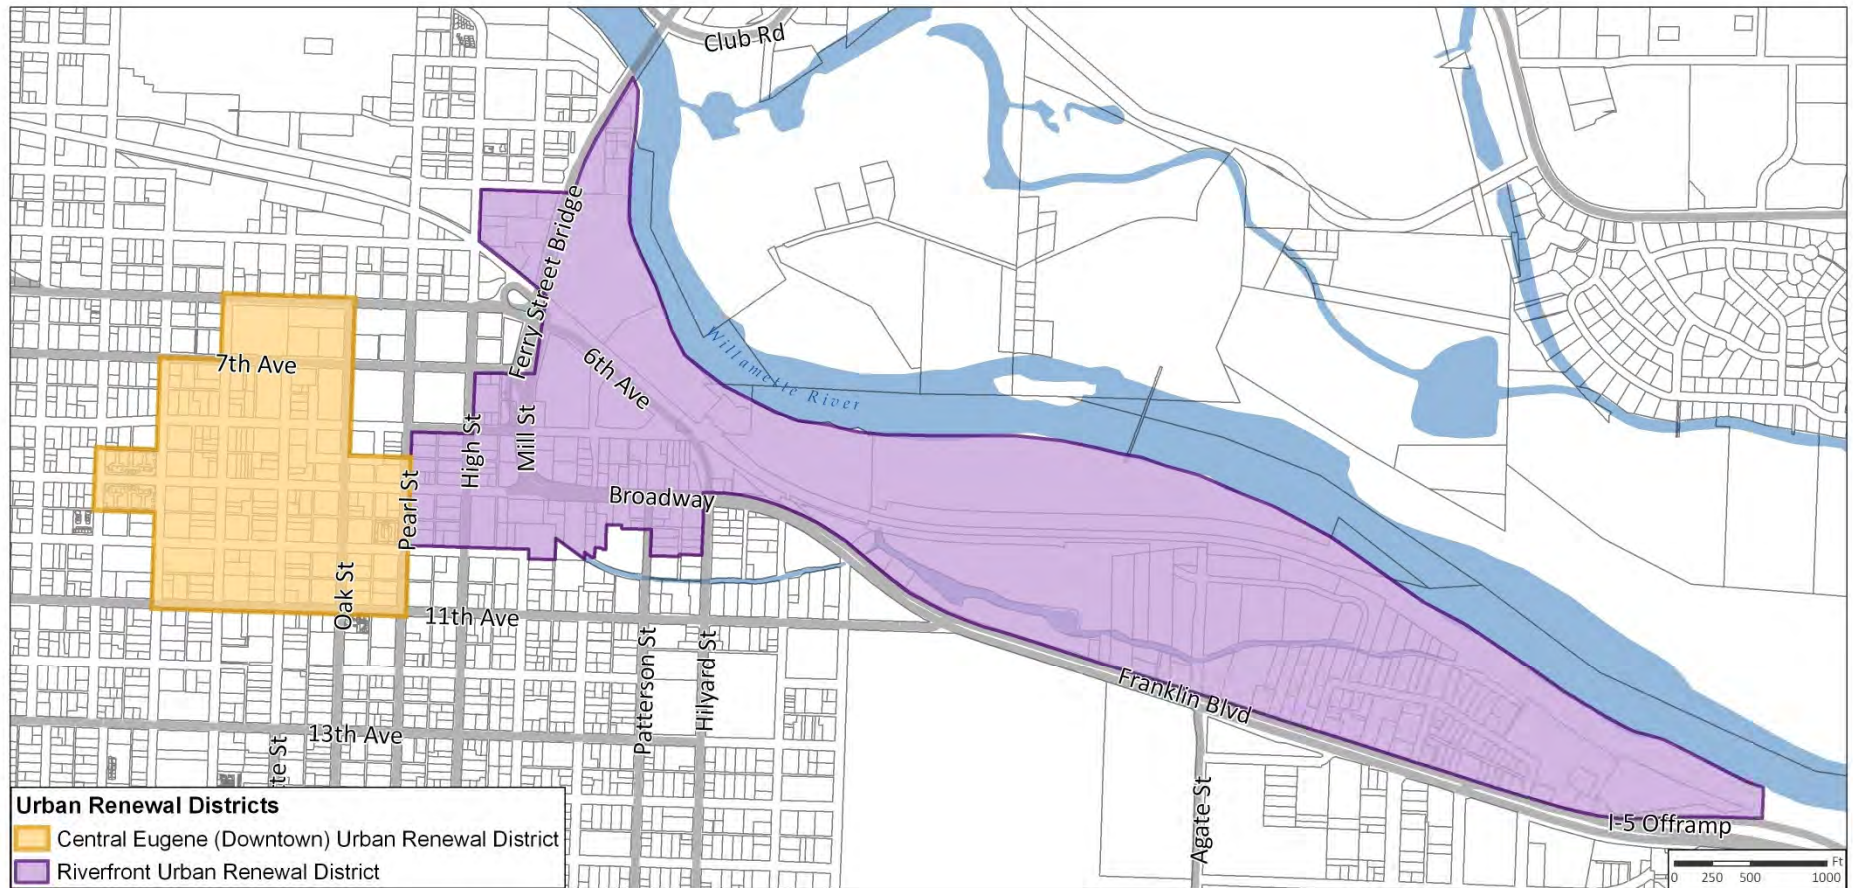 Club Rd
Ferry Street Bridge
7th Ave
6th Ave
Willamette River
High St
Mill St
Pearl St
Broadway
Oak St
11th Ave
Patterson St
Hilyard St
Franklin Blvd
13th Ave
te St
Agate St
I-5 Offramp
Urban Renewal Districts
Central Eugene (Downtown) Urban Renewal District
Riverfront Urban Renewal District
Ft
0 250 500 1000